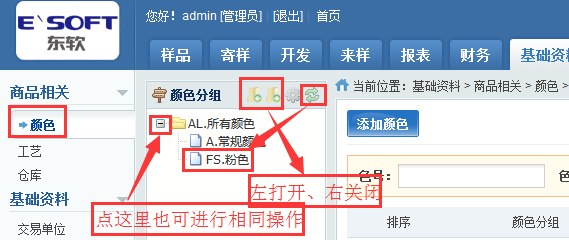 E`SOFT
东软
您好！admin [管理员] | [退出] | 首页
样品 寄样 开发 来样 报表 财务 基础资
商品相关
颜色
工艺
仓库
基础资料
交易单位
颜色分组
AL.所有颜色
A.常规颜
FS.粉色
左打开、右关闭
点这里也可进行相同操作
当前位置：基础资料 > 商品相关 > 颜色 >
添加颜色
色号：
排序 颜色分组